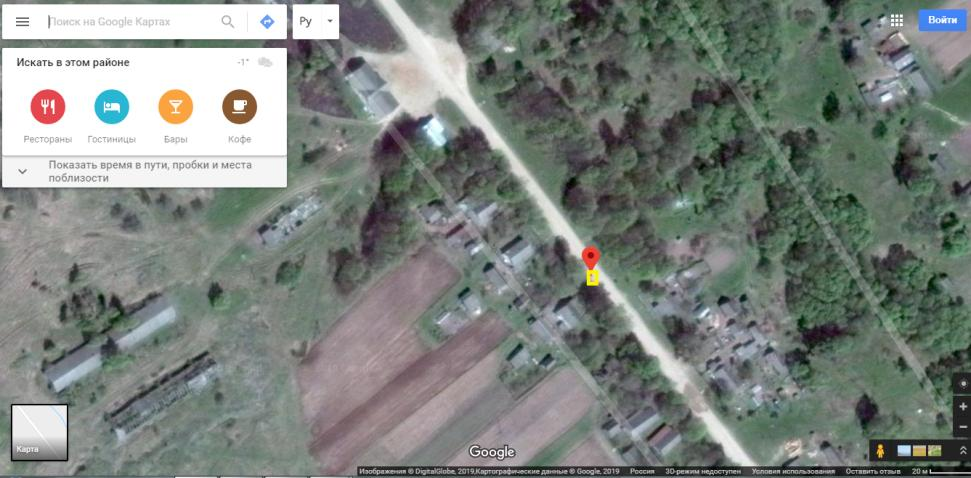 Поиск на Google Картах
Ру
Войти
Искать в этом районе
-1°
Рестораны
Гостиницы
Бары
Кофе
Показать время в пути, пробки и места
поблизости
Карта
Google
Изображения © DigitalGlobe, 2019,Картографические данные © Google, 2019 Россия 3D-режим недоступен Условия использования Оставить отзыв 20 м